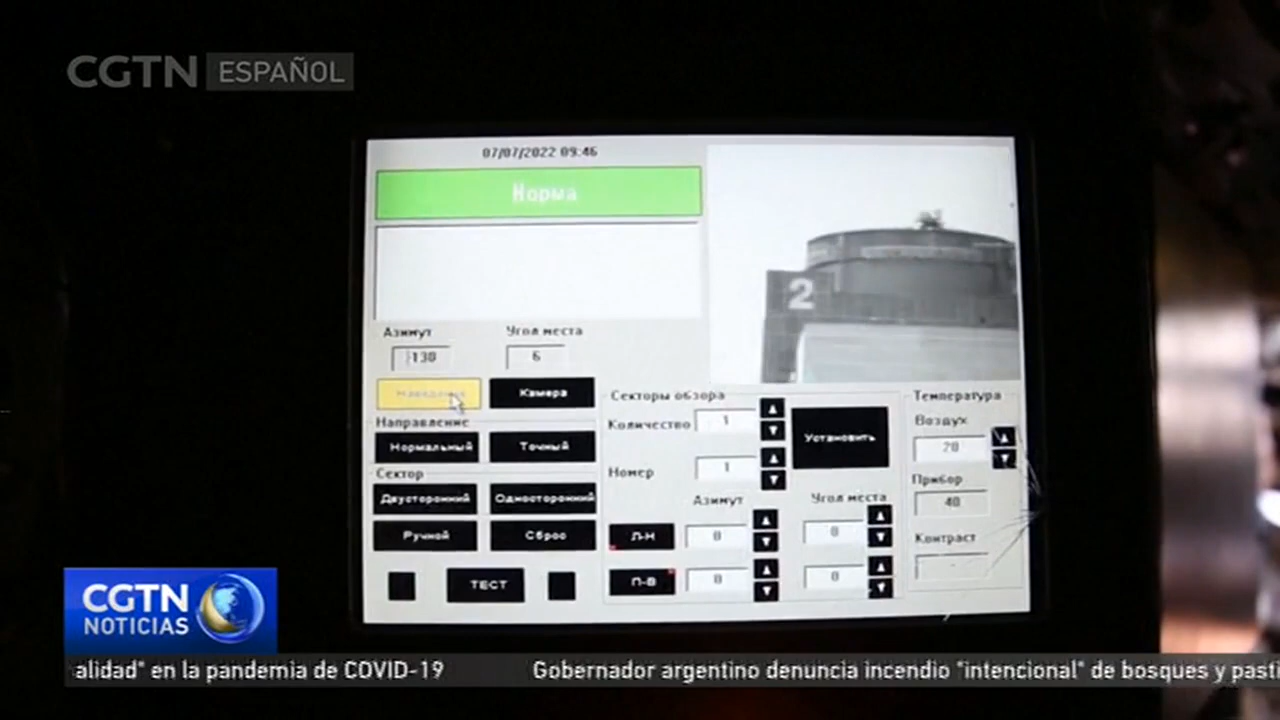 CGTN ESPAÑOL
07/07/2022 09:46
Норма
2
Азимут
Угол места
-130
6
Наведение
Камера
Направление
Нормальный
Точный
Сектор
Двусторонний
Односторонний
Ручной
Сброс
ТЕСТ
Секторы обзора
Количество
1
Установить
Номер
1
Азимут
Угол места
Л-Н
0
0
П-В
0
0
Температура
Воздух
20
Прибор
40
Контраст
CGTN
NOTICIAS
alidad" en la pandemia de COVID-19 Gobernador argentino denuncia incendio "intencional" de bosques y pasti